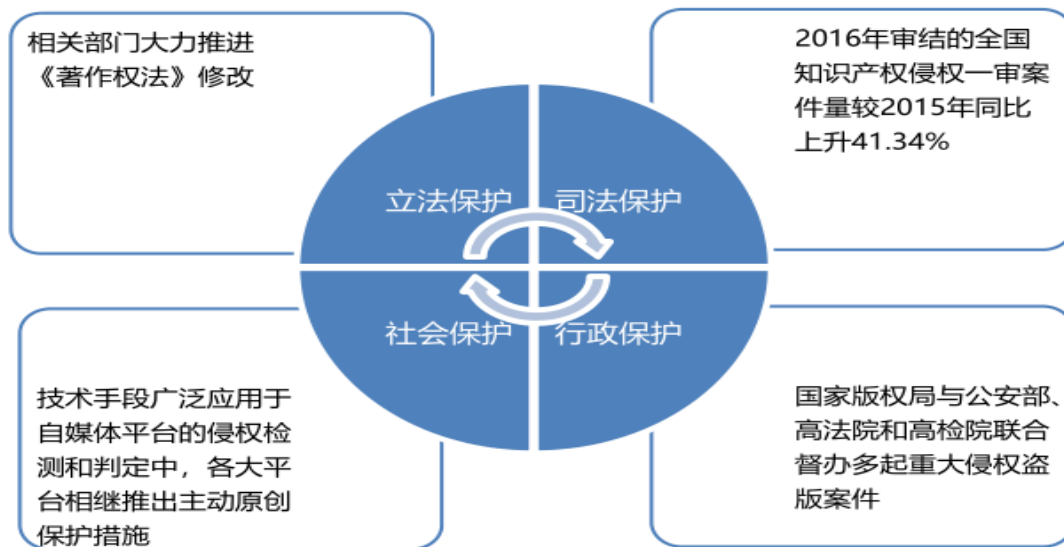 相关部门大力推进
《著作权法》修改
2016年审结的全国
知识产权侵权一审案
件量较2015年同比
上升41.34%
立法保护
司法保护
社会保护
行政保护
技术手段广泛应用于
自媒体平台的侵权检
测和判定中，各大平
台相继推出主动原创
保护措施
国家版权局与公安部、
高法院和高检院联合
督办多起重大侵权盗
版案件